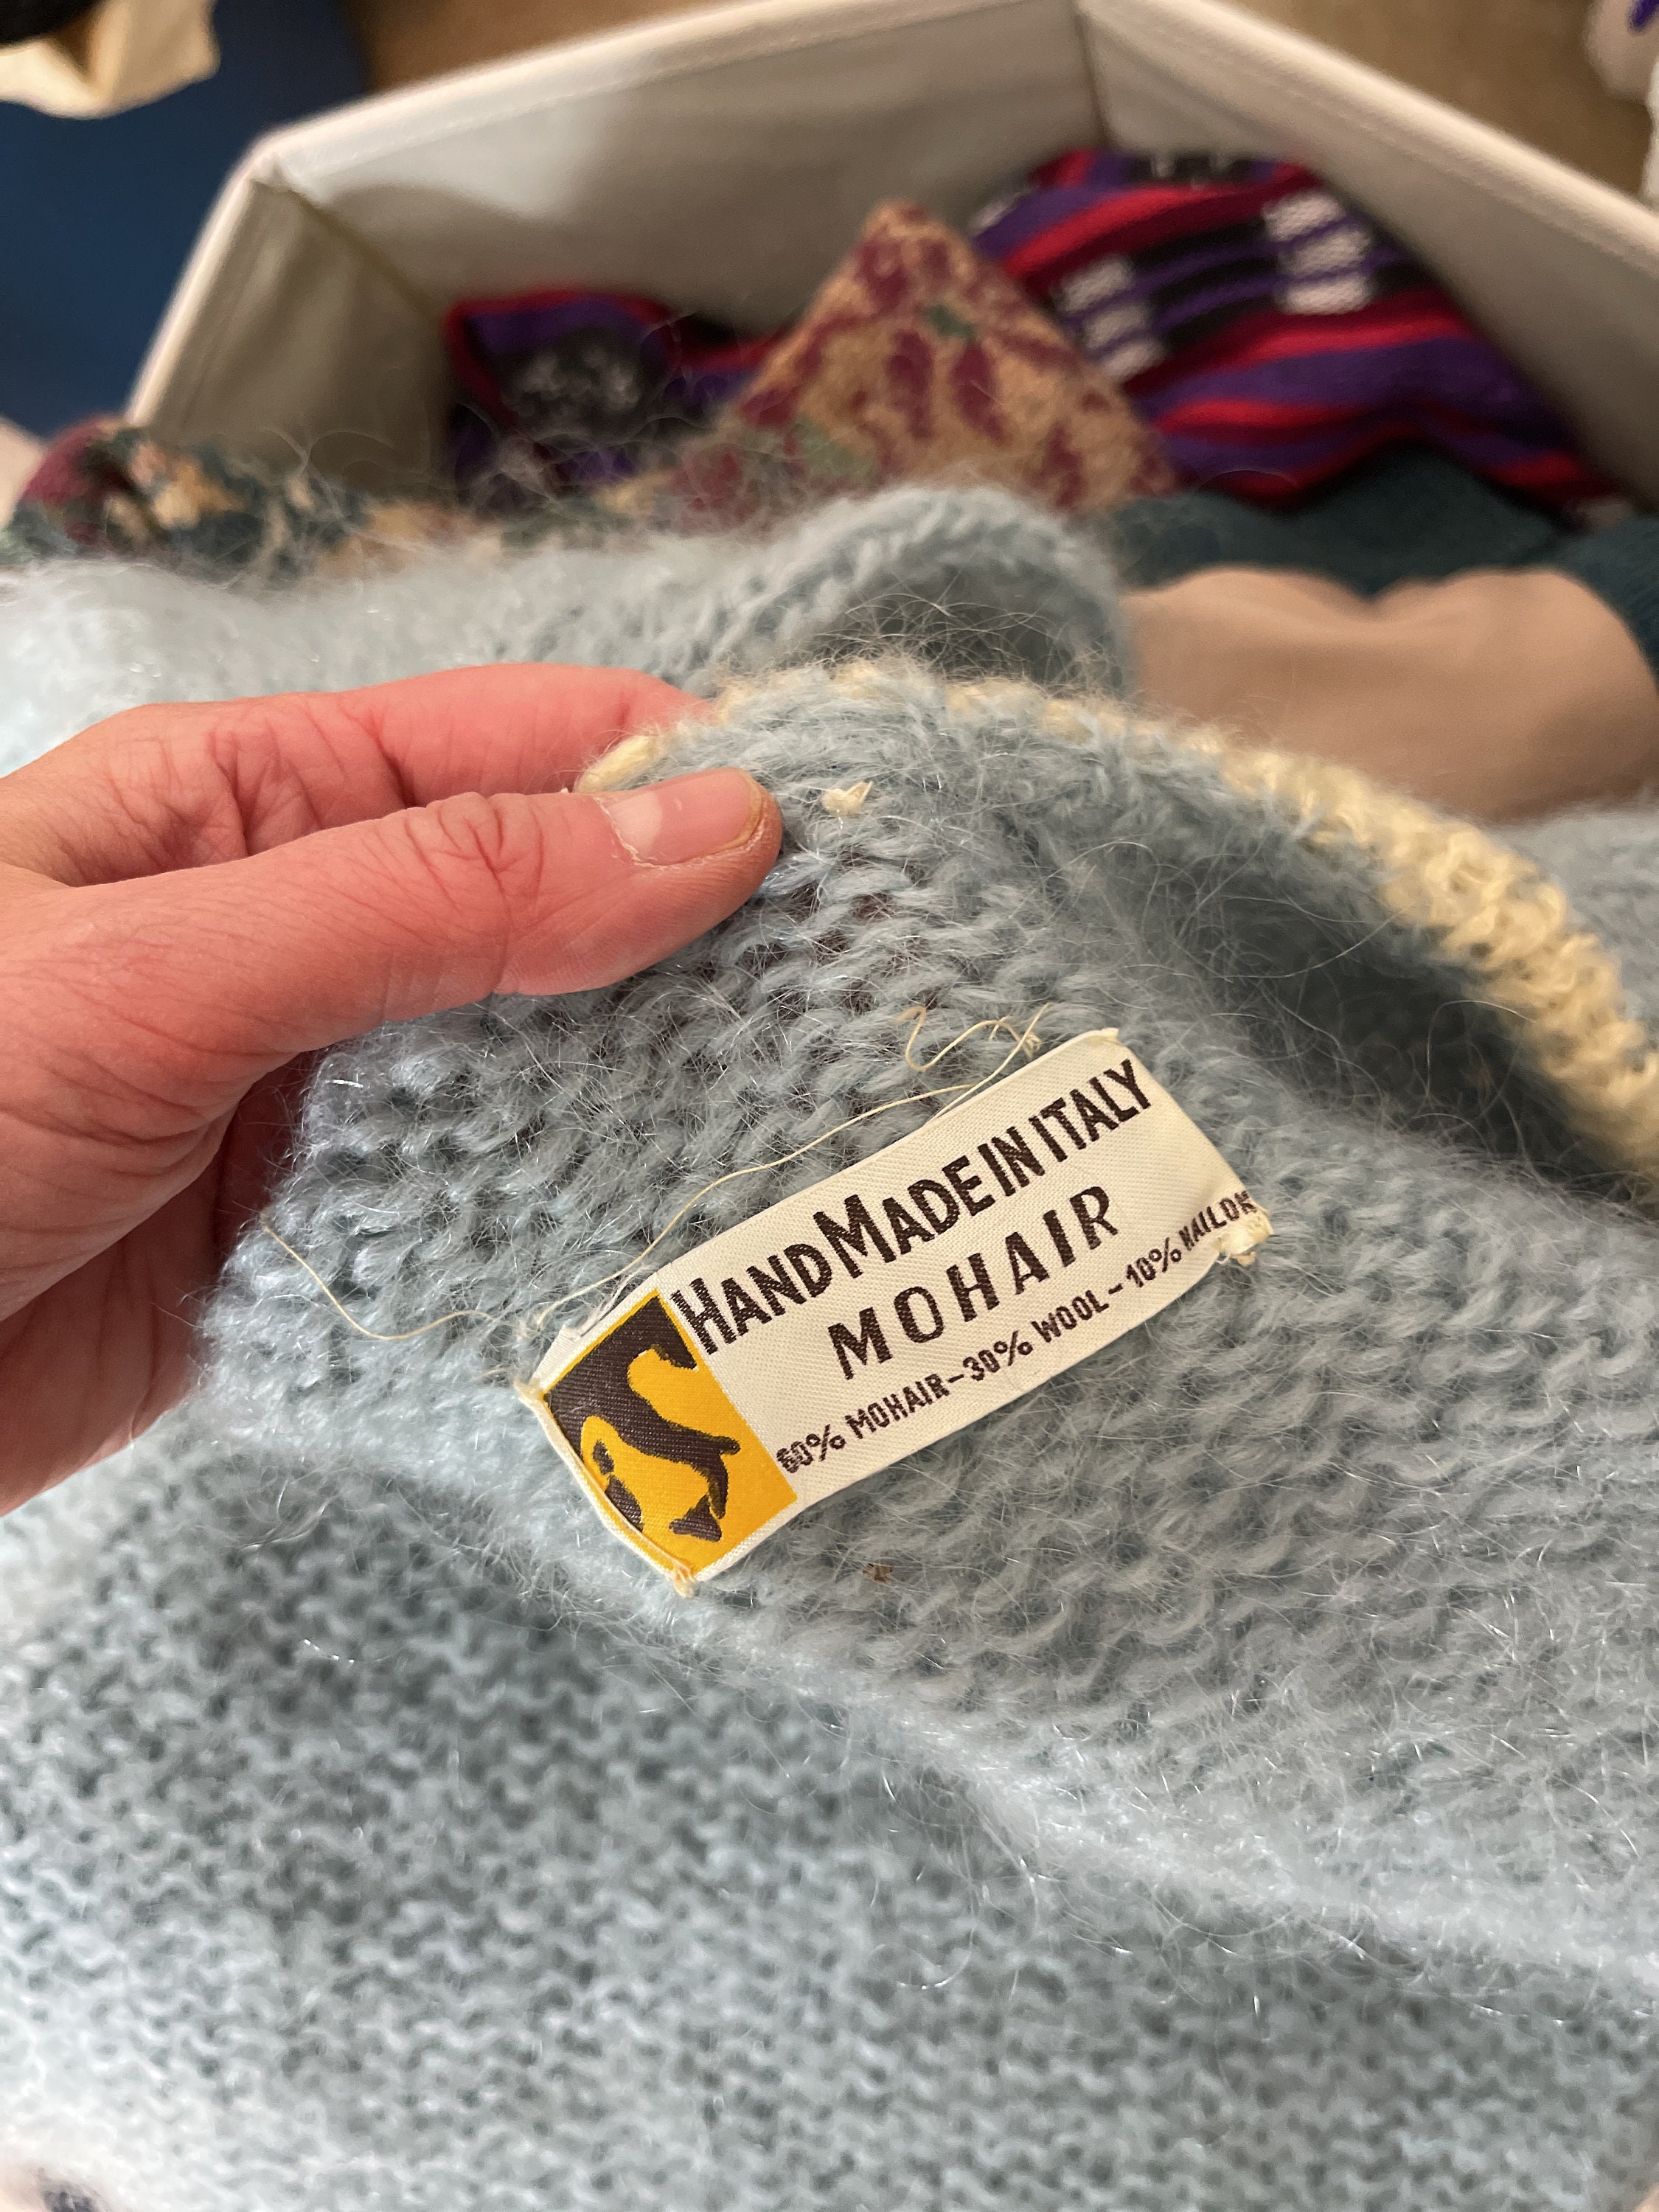 HAND MADE IN ITALY
MOHAIR
60% MOHAIR-30% WOOL-10% NAILON